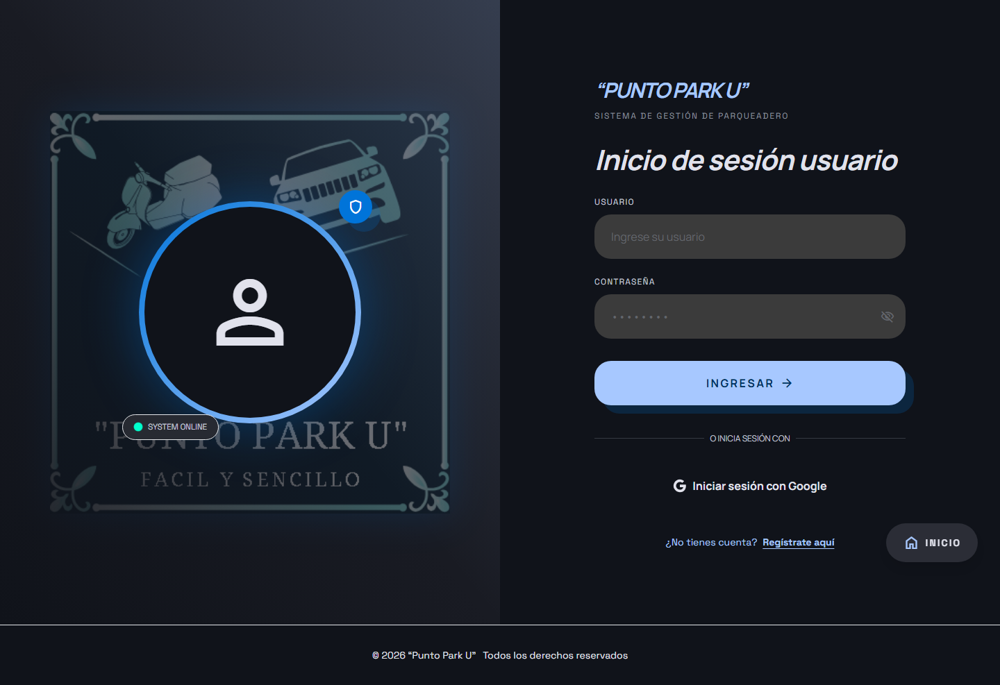 "PUNTO PARK U"
FACIL Y SENCILLO
SYSTEM ONLINE
“PUNTO PARK U”
SISTEMA DE GESTIÓN DE PARQUEADERO
Inicio de sesión usuario
USUARIO
Ingrese su usuario
CONTRASEÑA
INGRESAR
O INICIA SESIÓN CON
Iniciar sesión con Google
¿No tienes cuenta? Regístrate aquí
INICIO
© 2026 “Punto Park U” Todos los derechos reservados